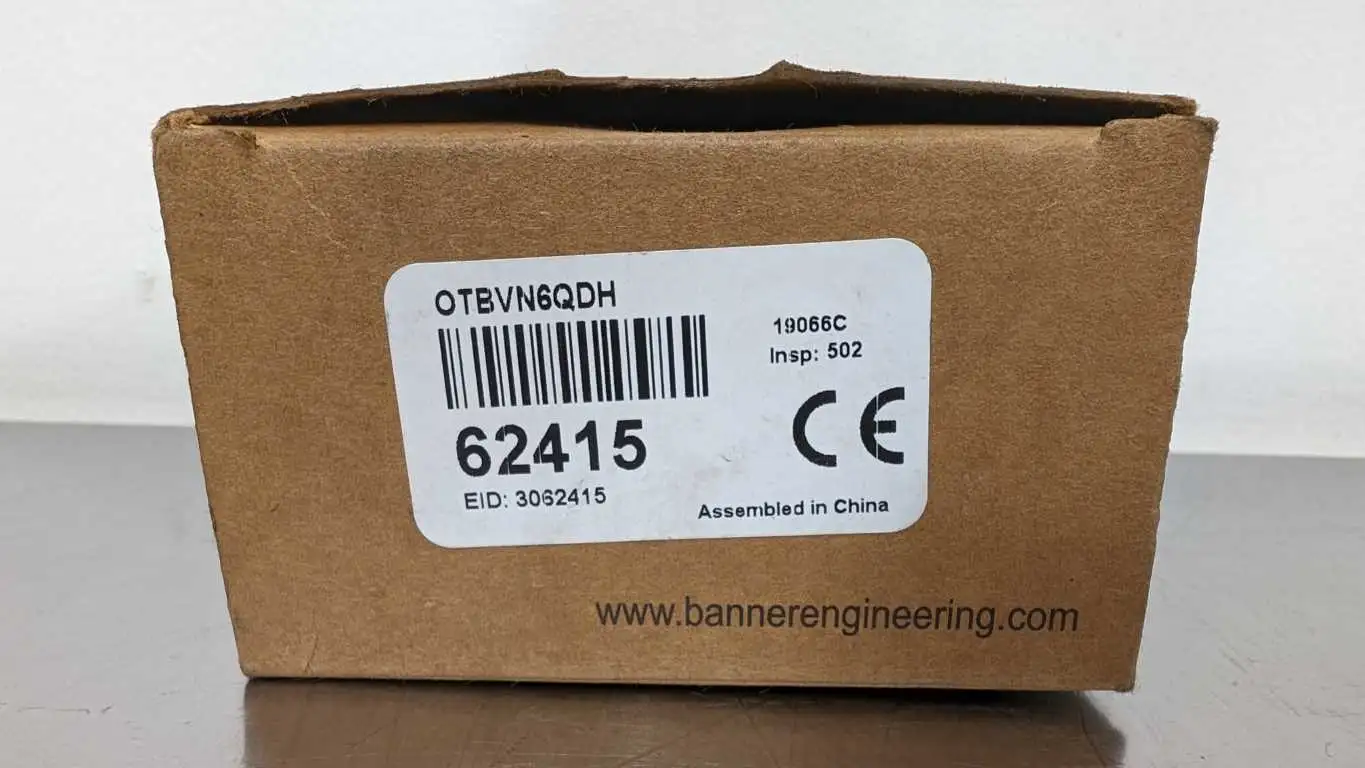 OTBVN6QDH
62415
EID: 3062415
19066C
Insp: 502
CE
Assembled in China
www.bannerengineering.com